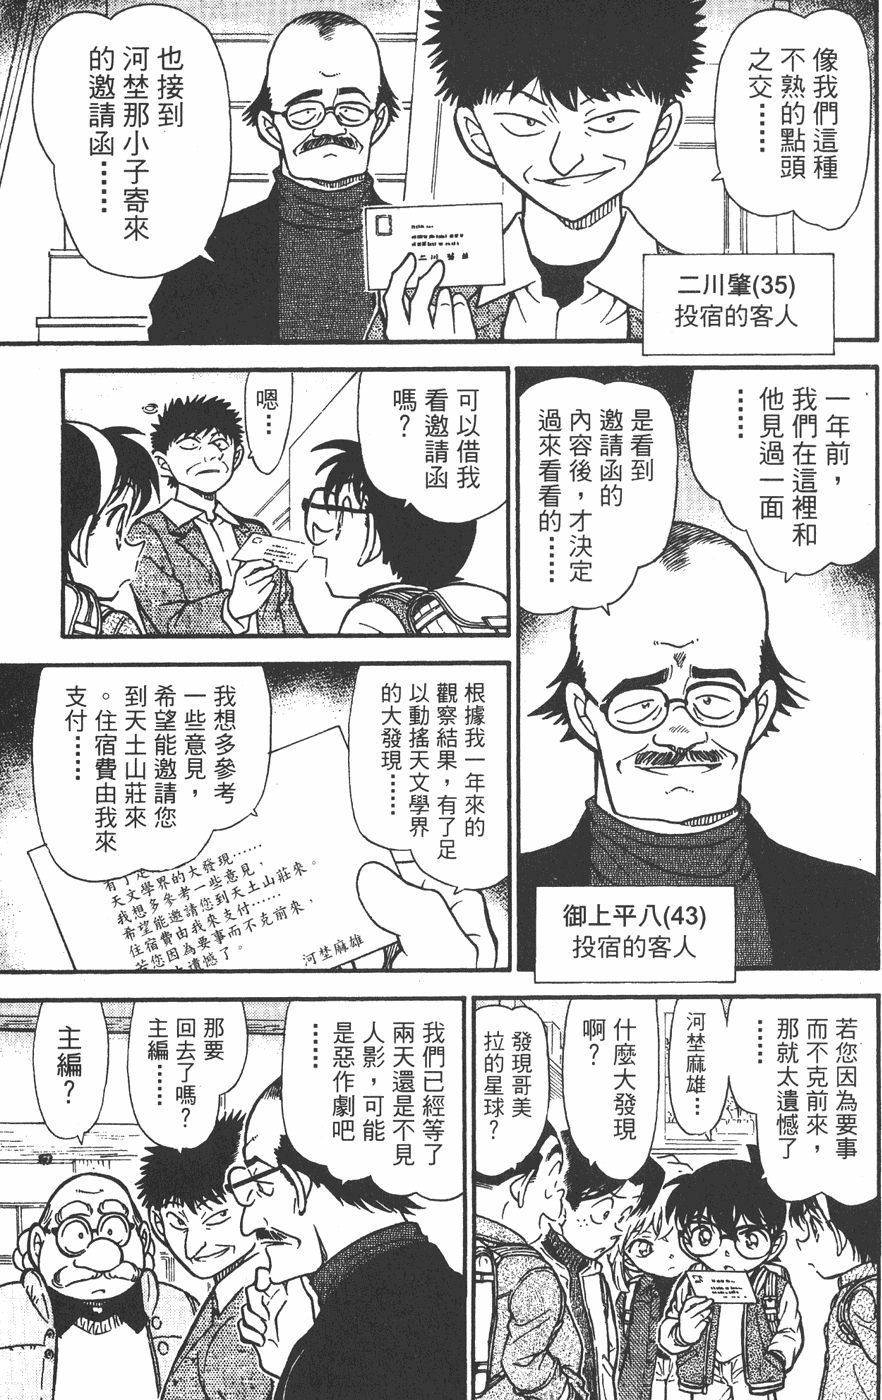 像我們這種
不熟的點頭
之交……
也接到
河埜那小子寄來
的邀請函……
二川肇(35)
投宿的客人
一年前，
我們在這裡和
他見過一面
……
是看到
邀請函的
內容後，才決定
過來看看的……
御上平八(43)
投宿的客人
可以借我
看邀請函
嗎？
嗯…
根據我一年來的
觀察結果，有了足
以動搖天文學界
的大發現……
我想多參考
一些意見，
希望能邀請您
到天土山莊來
。住宿費由我來
支付……
有了足
天文學界的大發現……
我想多參考一些意見，
希望能邀請您到天土山莊來。
住宿費由我來支付……
若您因為要事而不克前來，
太遺憾了。
河埜麻雄
若您因為要事
而不克前來，
那就太遺憾了
……
河埜麻雄…
什麼大發現
啊？
發現哥美
拉的星球？
我們已經等了
兩天還是不見
人影，可能
是惡作劇吧
……
那要
回去了嗎？
主編……
主編？